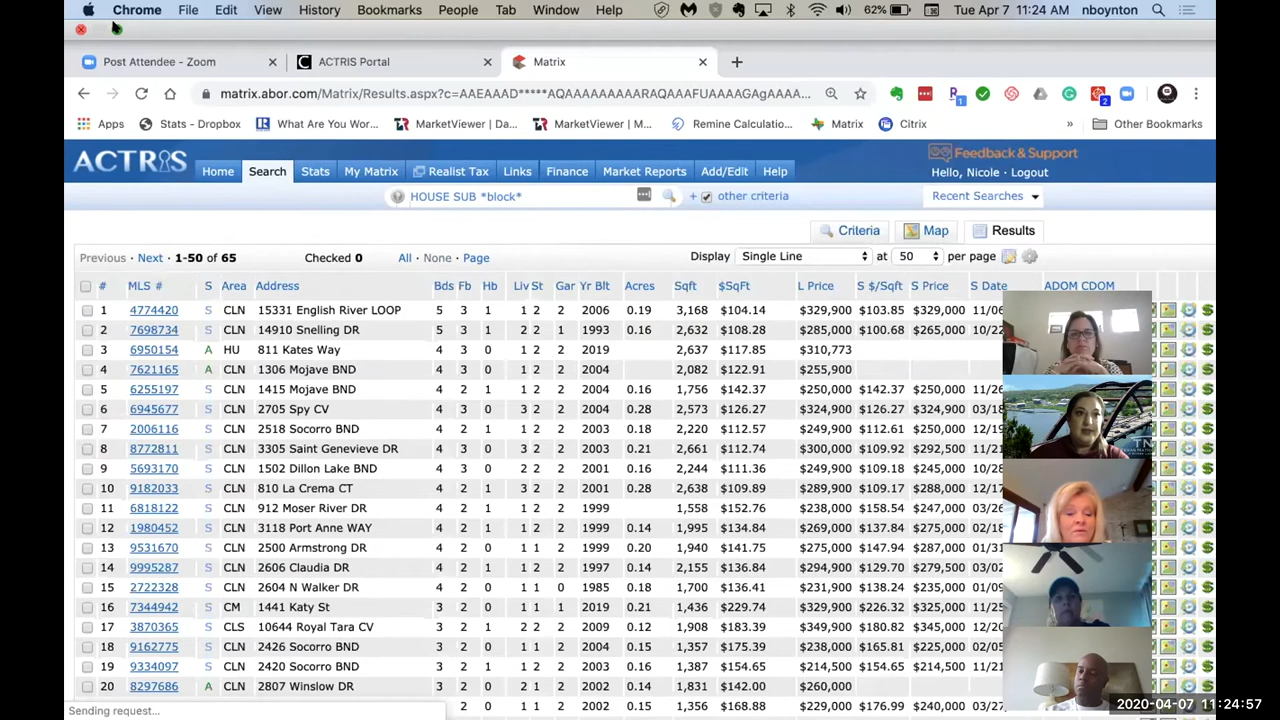 Chrome File Edit View History Bookmarks People Tab Window Help 62% Tue Apr 7 11:24 AM nboynton
Post Attendee - Zoom ACTRIS Portal Matrix
matrix.abor.com/Matrix/Results.aspx?c=AAEAAAD*****AQAAAAAAAAARAQAAAFUAAAAGAgAAAA...
Apps Stats - Dropbox What Are You Wor... MarketViewer | Da... MarketViewer | M... Remine Calculatio... Matrix Citrix » Other Bookmarks
ACTRIS Feedback & Support
Home Search Stats My Matrix Realist Tax Links Finance Market Reports Add/Edit Help Hello, Nicole · Logout
HOUSE SUB *block* + other criteria Recent Searches
Criteria Map Results
Previous · Next · 1-50 of 65 Checked 0 All · None · Page Display Single Line at 50 per page
# MLS # S Area Address Bds Fb Hb Liv St Gar Yr Blt Acres Sqft $Sqft L Price S $/Sqft S Price S Date ADOM CDOM
1 4774420 S CLN 15331 English River LOOP 5 3 1 1 2 2 2006 0.19 3,168 $104.14 $329,900 $103.85 $329,000 11/06
2 7698734 S CLN 14910 Snelling DR 5 2 1 2 2 1 1993 0.16 2,632 $108.28 $285,000 $100.68 $265,000 10/22
3 6950154 A HU 811 Kates Way 4 3 0 1 2 2 2019 2,637 $117.85 $310,773
4 7621165 A CLN 1306 Mojave BND 4 3 0 1 2 2 2004 2,082 $122.91 $255,900
5 6255197 S CLN 1415 Mojave BND 4 2 1 1 2 2 2004 0.16 1,756 $142.37 $250,000 $142.37 $250,000 11/26
6 6945677 S CLN 2705 Spy CV 4 3 0 3 2 2 2004 0.28 2,573 $126.27 $324,900 $126.27 $324,900 03/18
7 2006116 S CLN 2518 Socorro BND 4 2 1 1 2 2 2003 0.18 2,220 $112.57 $249,900 $112.61 $250,000 12/19
8 8772811 S CLN 3305 Saint Genevieve DR 4 2 1 3 2 2 2003 0.21 2,661 $112.74 $300,000 $109.92 $292,500 11/21
9 5693170 S CLN 1502 Dillon Lake BND 4 3 0 2 2 2 2001 0.16 2,244 $111.36 $249,900 $109.18 $245,000 10/28
10 9182033 S CLN 810 La Crema CT 4 2 1 3 2 2 2001 0.28 2,638 $109.89 $289,900 $109.17 $288,000 12/17
11 6818122 S CLN 912 Moser River DR 4 2 0 1 1 2 1999 1,558 $152.76 $238,000 $158.54 $247,000 03/26
12 1980452 S CLN 3118 Port Anne WAY 4 2 1 1 2 2 1999 0.14 1,995 $134.84 $269,000 $137.84 $275,000 02/18
13 9531670 S CLN 2500 Armstrong DR 4 2 0 1 1 2 1999 0.20 1,940 $141.75 $275,000 $147.94 $287,000 01/31
14 9995287 S CLN 2606 Claudia DR 4 2 1 1 2 2 1997 0.14 2,155 $136.84 $294,900 $129.70 $279,500 03/02
15 2722328 S CLN 2604 N Walker DR 4 2 0 1 1 2 1985 0.18 1,700 $136.41 $231,900 $138.24 $235,000 01/09
16 7344942 S CM 1441 Katy St 3 2 0 1 1 1 2019 0.21 1,436 $229.74 $329,900 $226.32 $325,000 11/25
17 3870365 S CLS 10644 Royal Tara CV 3 2 0 2 1 2 2009 0.12 1,908 $183.39 $349,900 $180.82 $345,000 12/20
18 9162775 S CLN 2426 Socorro BND 3 2 0 1 1 2 2004 0.15 1,357 $175.39 $238,000 $165.81 $225,000 02/05
19 9334097 S CLN 2420 Socorro BND 3 2 1 1 2 2 2003 0.16 1,387 $154.65 $214,500 $154.65 $214,500 11/21
20 8297686 A CLN 2807 Winslow DR 3 2 0 1 1 2 2002 0.14 1,831 $142.00 $260,000
Sending request... 2002 0.15 1,356 $168.88 $240,000 03/27
2020-04-07 11:24:57